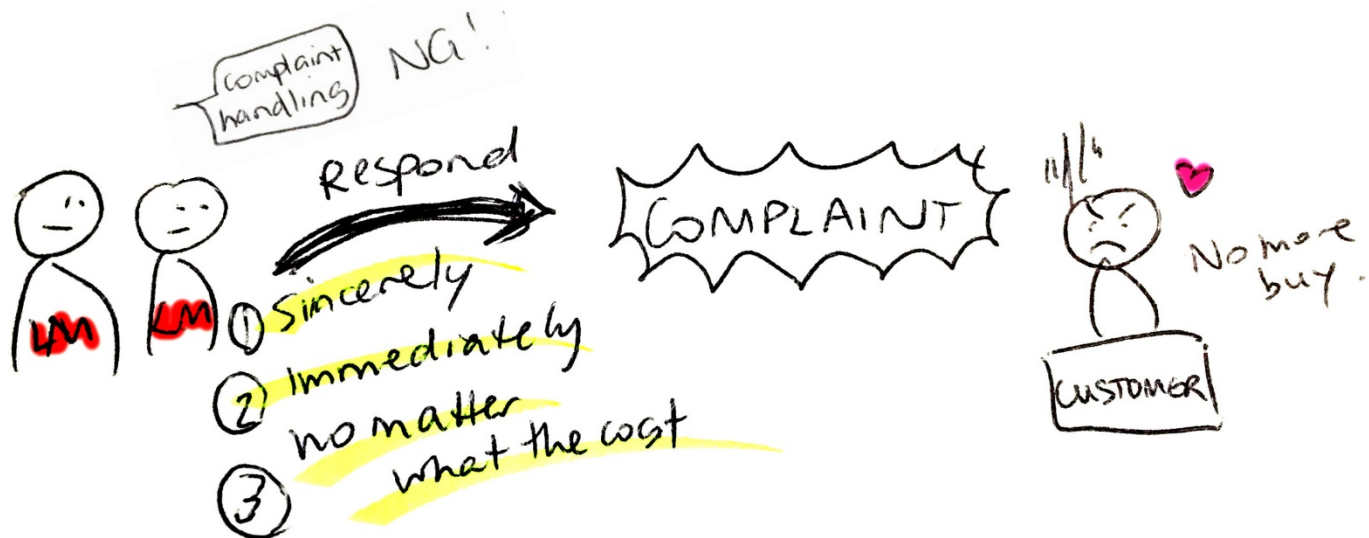 complaint
handling
NG!
Respond
COMPLAINT
LM
LM
① Sincerely
② Immediately
③ no matter
what the cost
No more
buy.
CUSTOMER